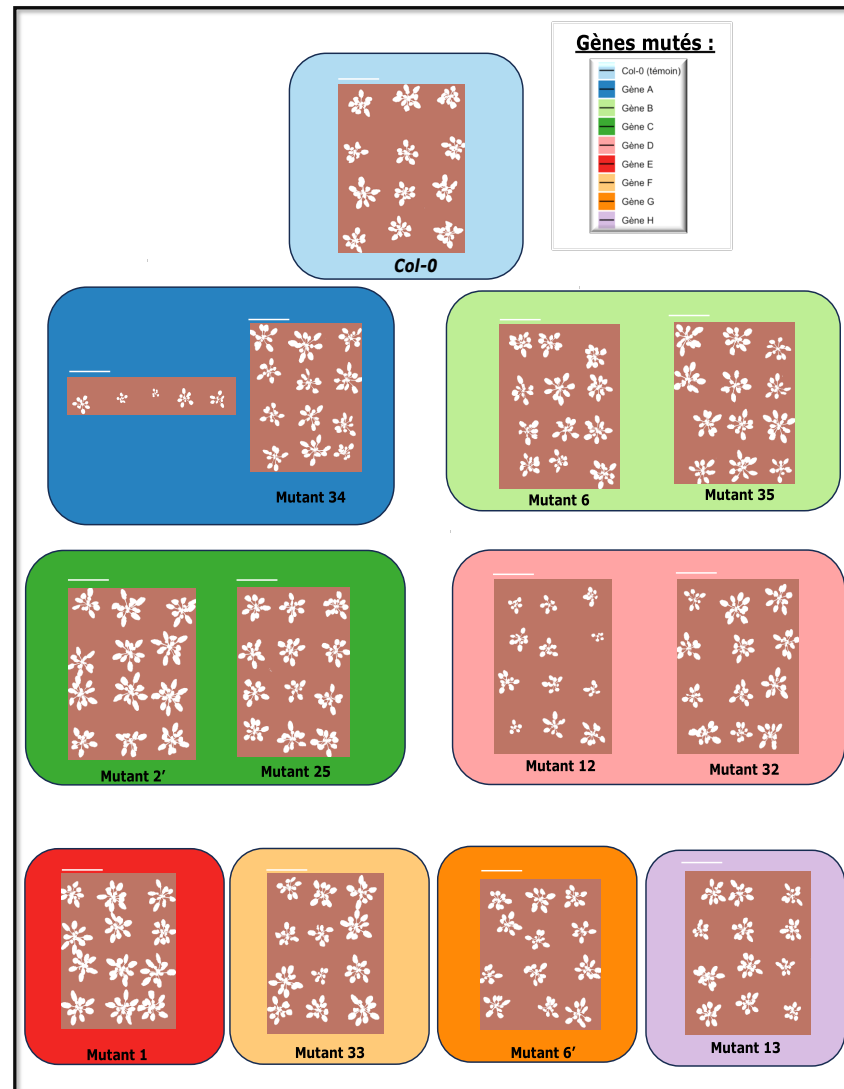 Gènes mutés :
Col-0 (témoin)
Gène A
Gène B
Gène C
Gène D
Gène E
Gène F
Gène G
Gène H
Col-0
Mutant 34
Mutant 6
Mutant 35
Mutant 2’
Mutant 25
Mutant 12
Mutant 32
Mutant 1
Mutant 33
Mutant 6’
Mutant 13